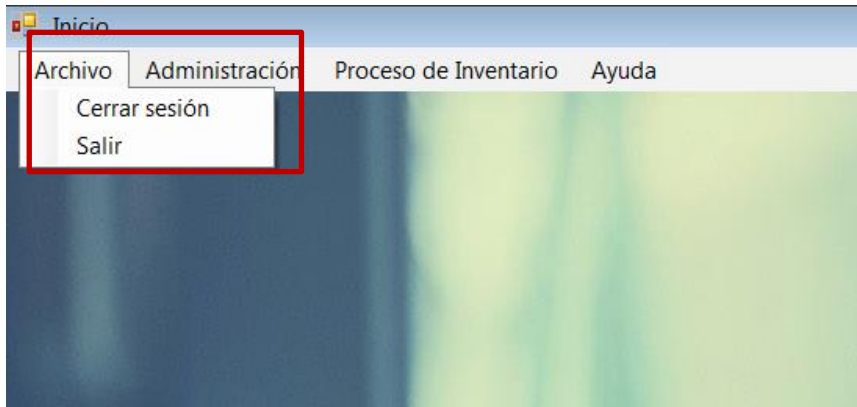 Inicio
Archivo Administración Proceso de Inventario Ayuda
Cerrar sesión
Salir